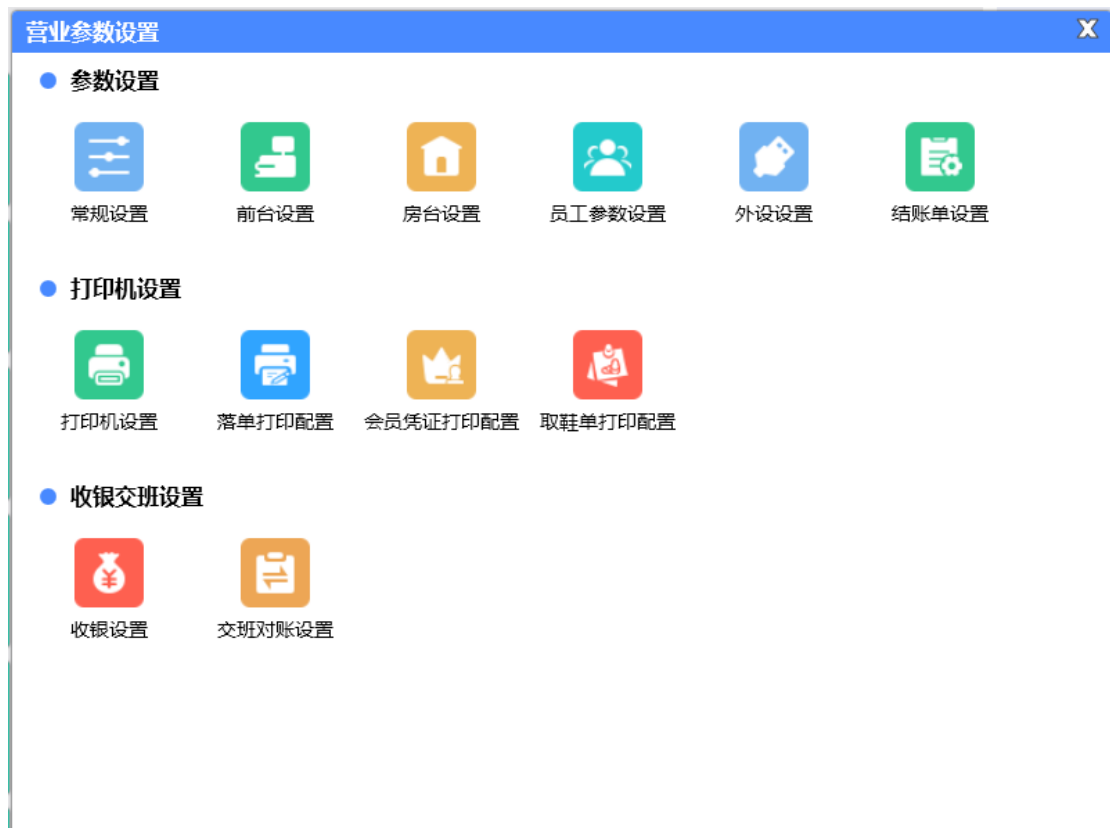 营业参数设置
参数设置
常规设置 前台设置 房台设置 员工参数设置 外设设置 结账单设置
打印机设置
打印机设置 落单打印配置 会员凭证打印配置 取鞋单打印配置
收银交班设置
¥
收银设置 交班对账设置